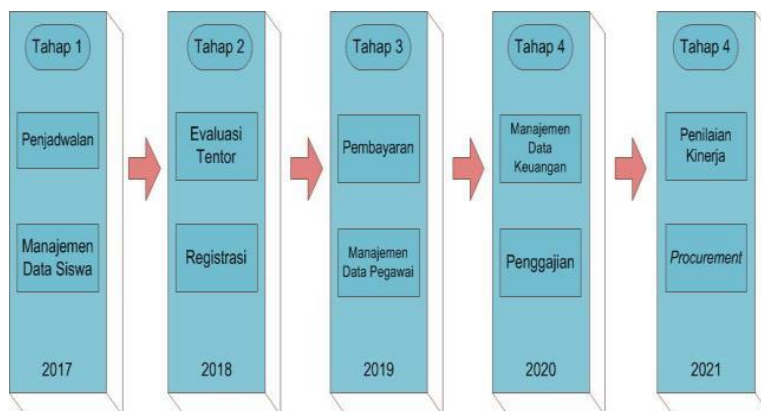 Tahap 1
Penjadwalan
Manajemen
Data Siswa
2017
Tahap 2
Evaluasi
Tentor
Registrasi
2018
Tahap 3
Pembayaran
Manajemen
Data Pegawai
2019
Tahap 4
Manajemen
Data
Keuangan
Penggajian
2020
Tahap 4
Penilaian
Kinerja
Procurement
2021